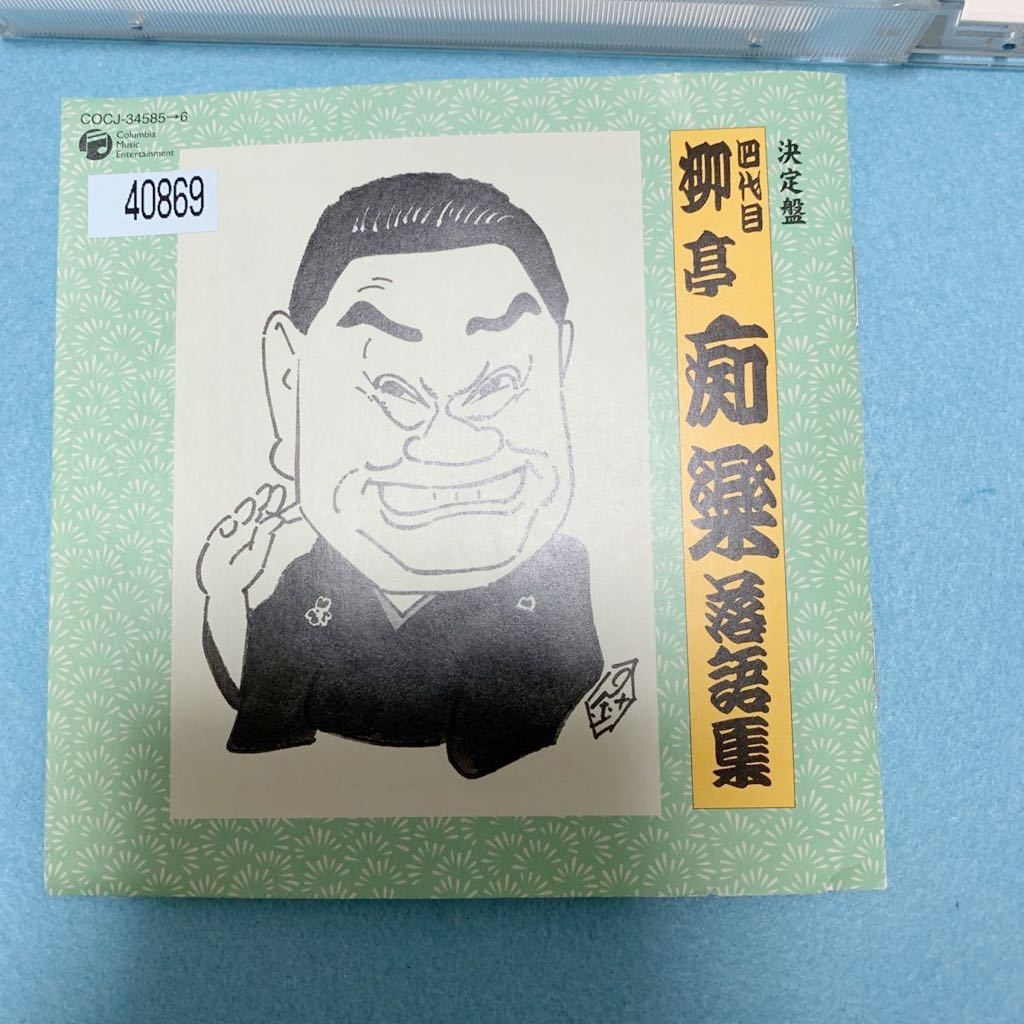 COCJ-34585→6
Columbia
Music
Entertainment
40869
決定盤
四代目
柳亭痴楽落語集